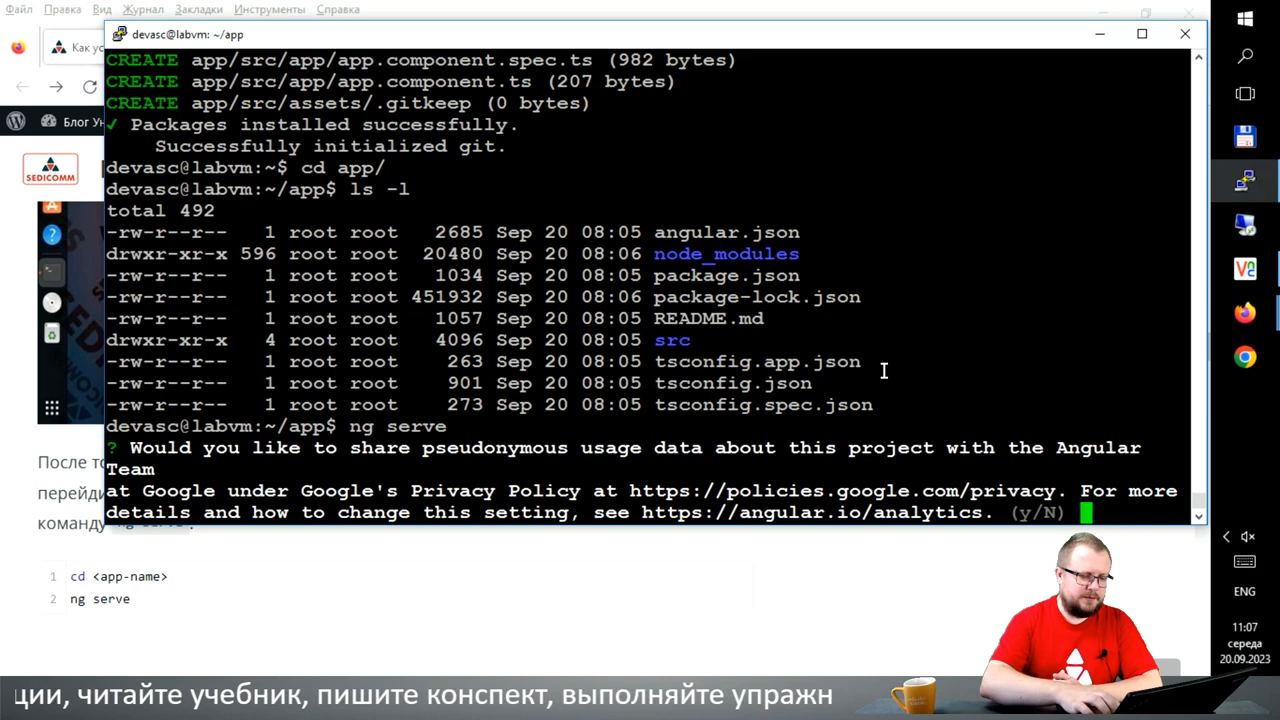 Файл Правка Вид Журнал Закладки Инструменты Справка
devasc@labvm: ~/app
Как ус
Блог Ун
SEDICOMM
CREATE app/src/app/app.component.spec.ts (982 bytes)
CREATE app/src/app/app.component.ts (207 bytes)
CREATE app/src/assets/.gitkeep (0 bytes)
✓ Packages installed successfully.
Successfully initialized git.
devasc@labvm:~$ cd app/
devasc@labvm:~/app$ ls -l
total 492
-rw-r--r-- 1 root root 2685 Sep 20 08:05 angular.json
drwxr-xr-x 596 root root 20480 Sep 20 08:06 node_modules
-rw-r--r-- 1 root root 1034 Sep 20 08:05 package.json
-rw-r--r-- 1 root root 451932 Sep 20 08:06 package-lock.json
-rw-r--r-- 1 root root 1057 Sep 20 08:05 README.md
drwxr-xr-x 4 root root 4096 Sep 20 08:05 src
-rw-r--r-- 1 root root 263 Sep 20 08:05 tsconfig.app.json
-rw-r--r-- 1 root root 901 Sep 20 08:05 tsconfig.json
-rw-r--r-- 1 root root 273 Sep 20 08:05 tsconfig.spec.json
devasc@labvm:~/app$ ng serve
? Would you like to share pseudonymous usage data about this project with the Angular
Team
at Google under Google's Privacy Policy at https://policies.google.com/privacy. For more
details and how to change this setting, see https://angular.io/analytics. (y/N)
После то
перейди
команду
1 cd <app-name>
2 ng serve
ENG
11:07
середа
20.09.2023
ции, читайте учебник, пишите конспект, выполняйте упражн